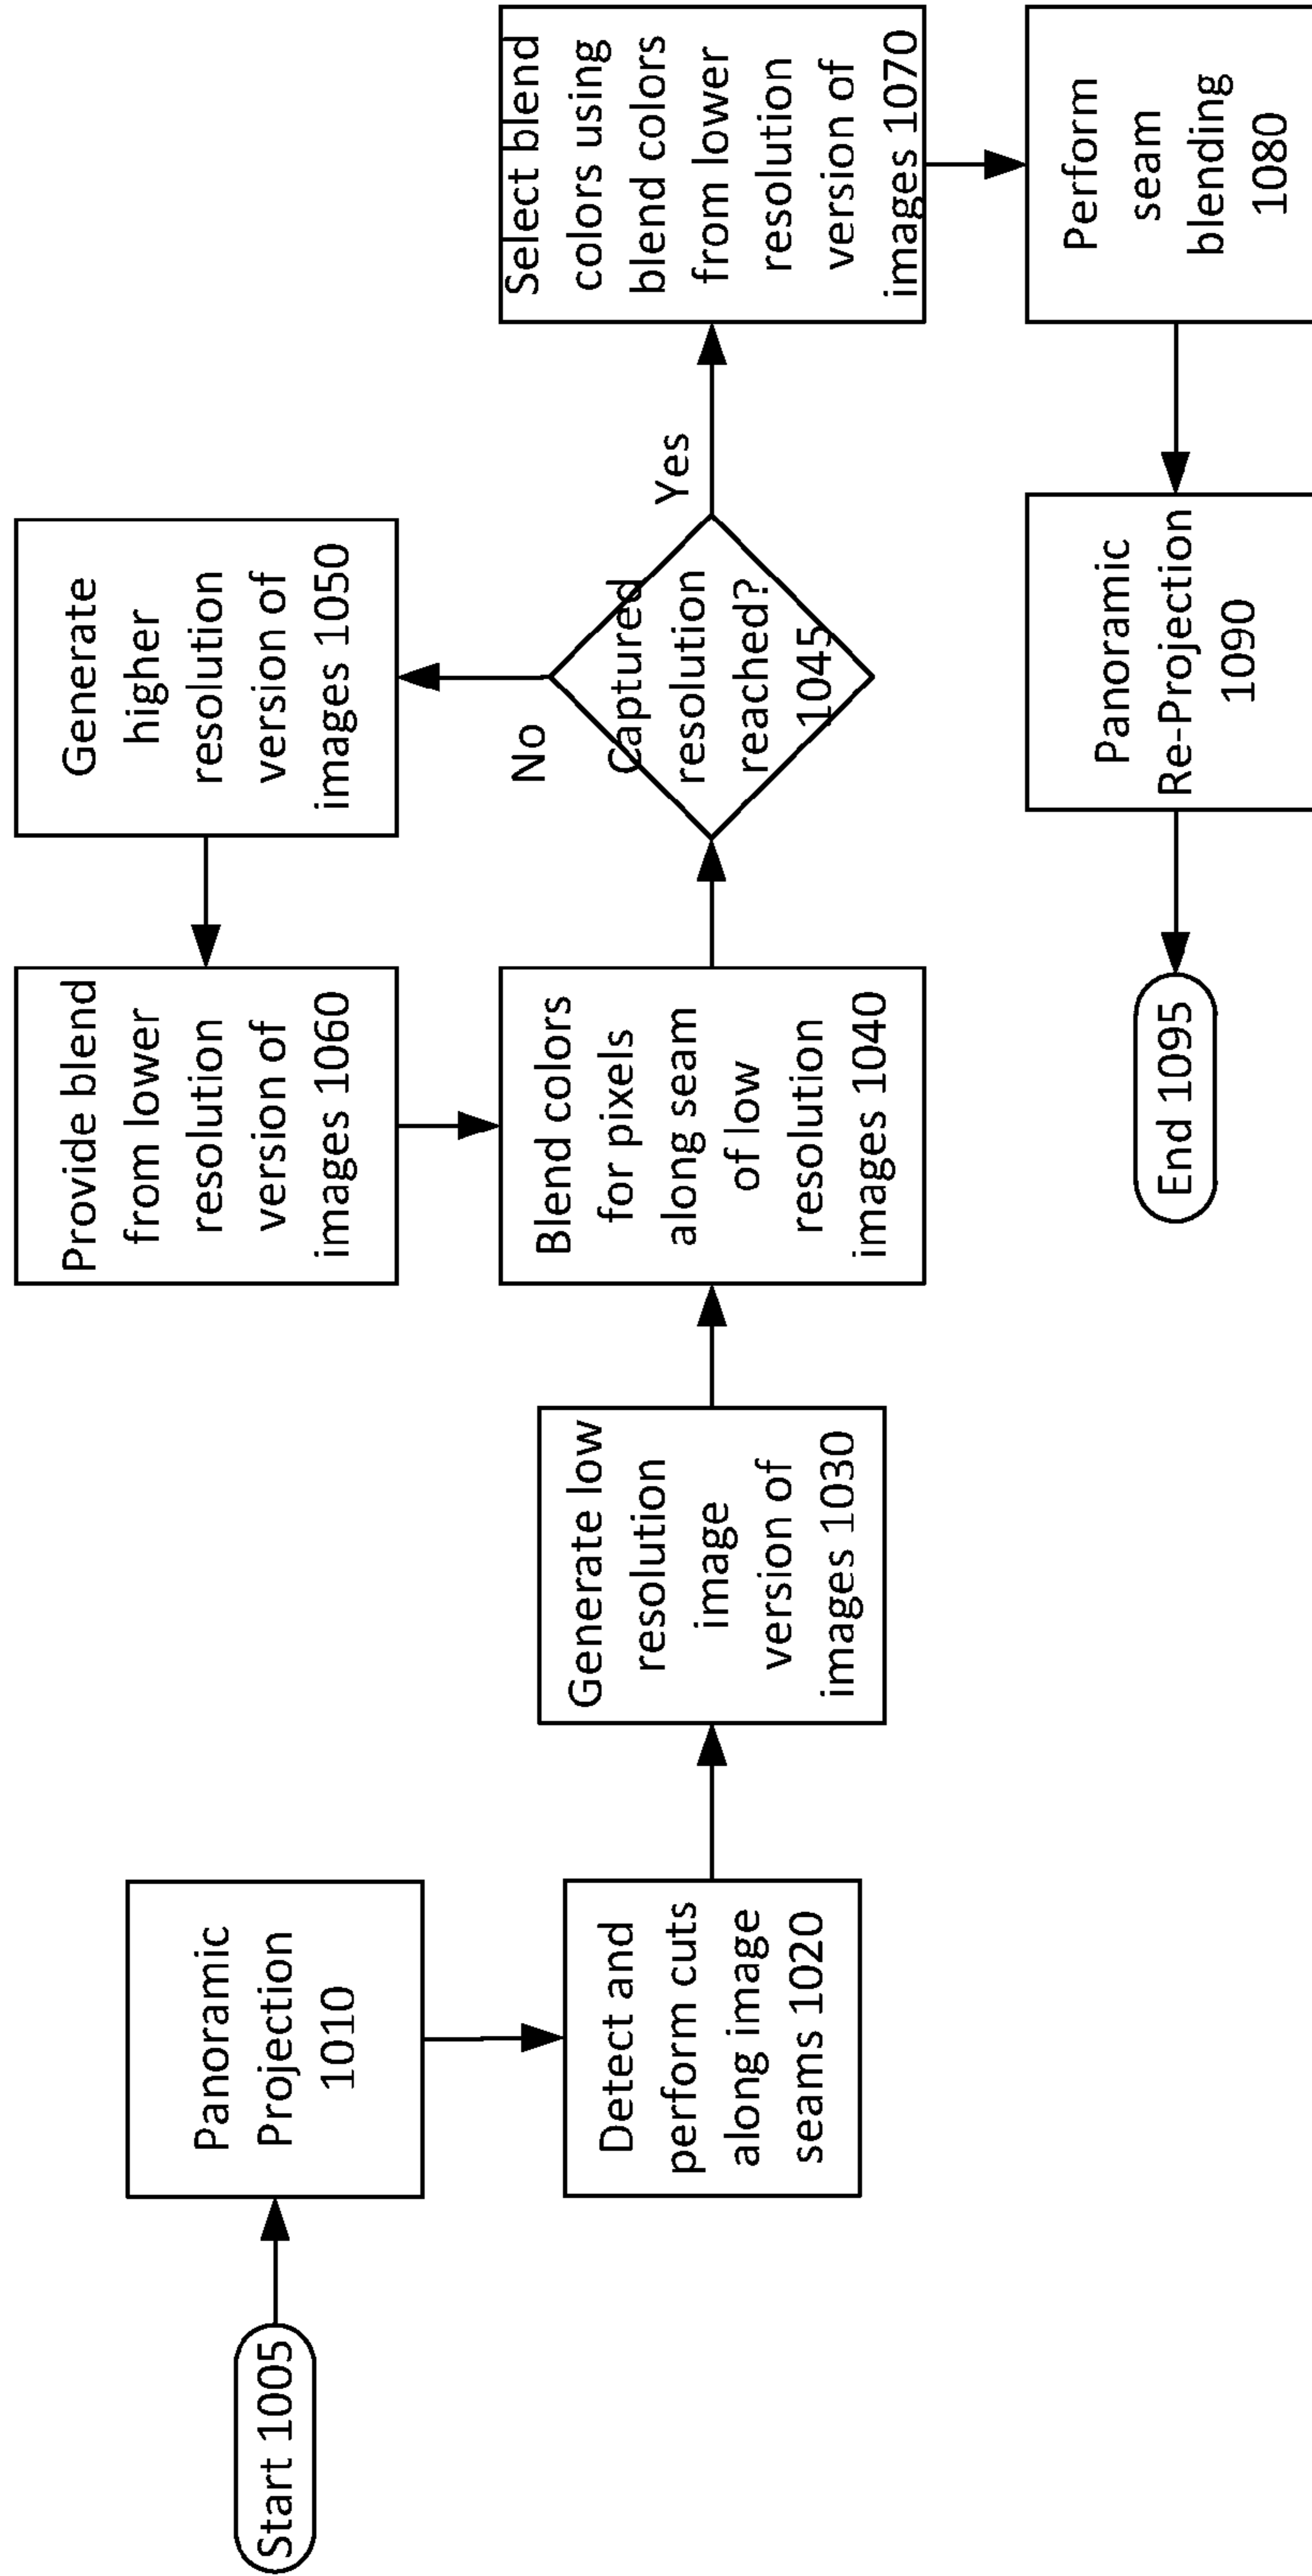 Start 1005
Panoramic
Projection
1010
Detect and
perform cuts
along image
seams 1020
Generate low
resolution
image
version of
images 1030
Blend colors
for pixels
along seam
of low
resolution
images 1040
Captured
resolution
reached?
1045
No
Generate
higher
resolution
version of
images 1050
Provide blend
from lower
resolution
version of
images 1060
Yes
Select blend
colors using
blend colors
from lower
resolution
version of
images 1070
Perform
seam
blending
1080
Panoramic
Re-Projection
1090
End 1095